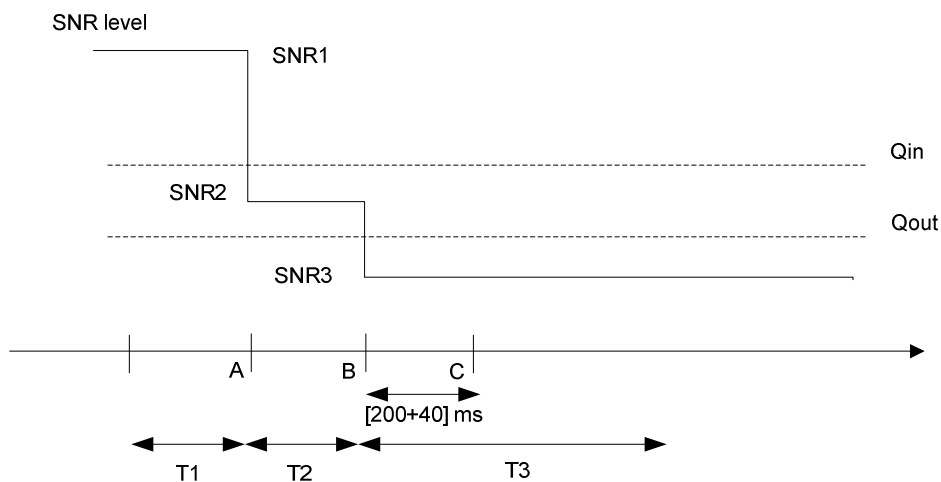 SNR level
SNR1
Qin
SNR2
Qout
SNR3
A
B
C
[200+40] ms
T1
T2
T3